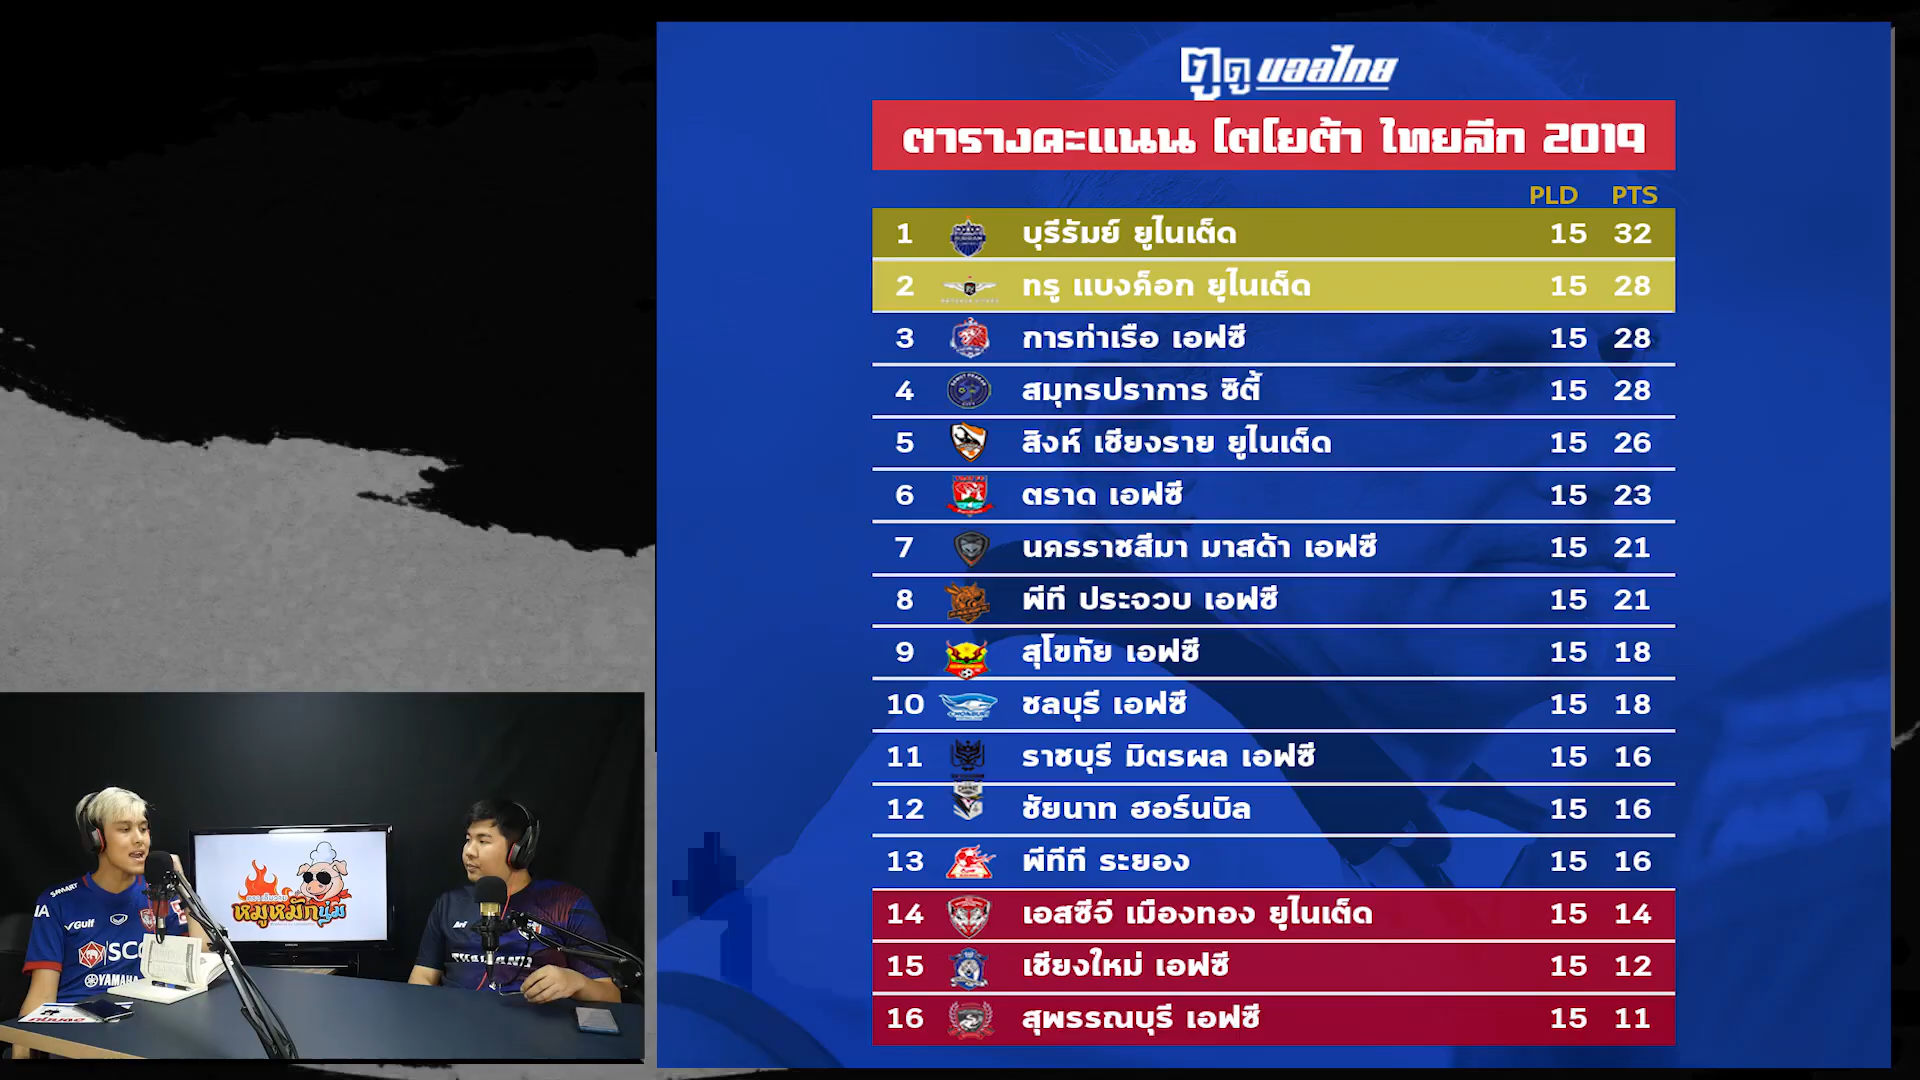 ตูดูบอลไทย
ตารางคะแนน โตโยต้า ไทยลีก 2019
PLD PTS
1 บุรีรัมย์ ยูไนเต็ด 15 32
2 ทรู แบงค็อก ยูไนเต็ด 15 28
3 การท่าเรือ เอฟซี 15 28
4 สมุทรปราการ ซิตี้ 15 28
5 สิงห์ เชียงราย ยูไนเต็ด 15 26
6 ตราด เอฟซี 15 23
7 นครราชสีมา มาสด้า เอฟซี 15 21
8 พีที ประจวบ เอฟซี 15 21
9 สุโขทัย เอฟซี 15 18
10 ชลบุรี เอฟซี 15 18
11 ราชบุรี มิตรผล เอฟซี 15 16
12 ชัยนาท ฮอร์นบิล 15 16
13 พีทีที ระยอง 15 16
14 เอสซีจี เมืองทอง ยูไนเต็ด 15 14
15 เชียงใหม่ เอฟซี 15 12
16 สุพรรณบุรี เอฟซี 15 11
หมูหมักนุ่ม
SMART
Gulf
SCG
YAMAHA
THAILAND